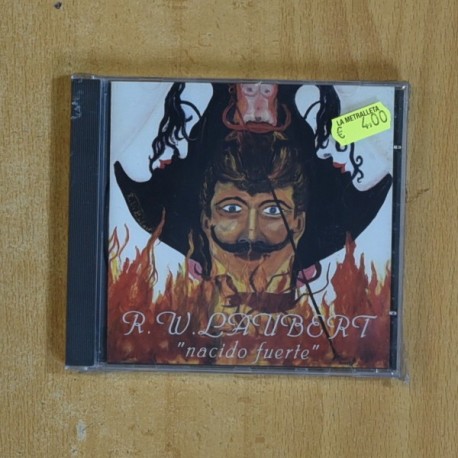 LA METRALLETA
€ 4,00
R.W.LAUBERT
"nacido fuerte"